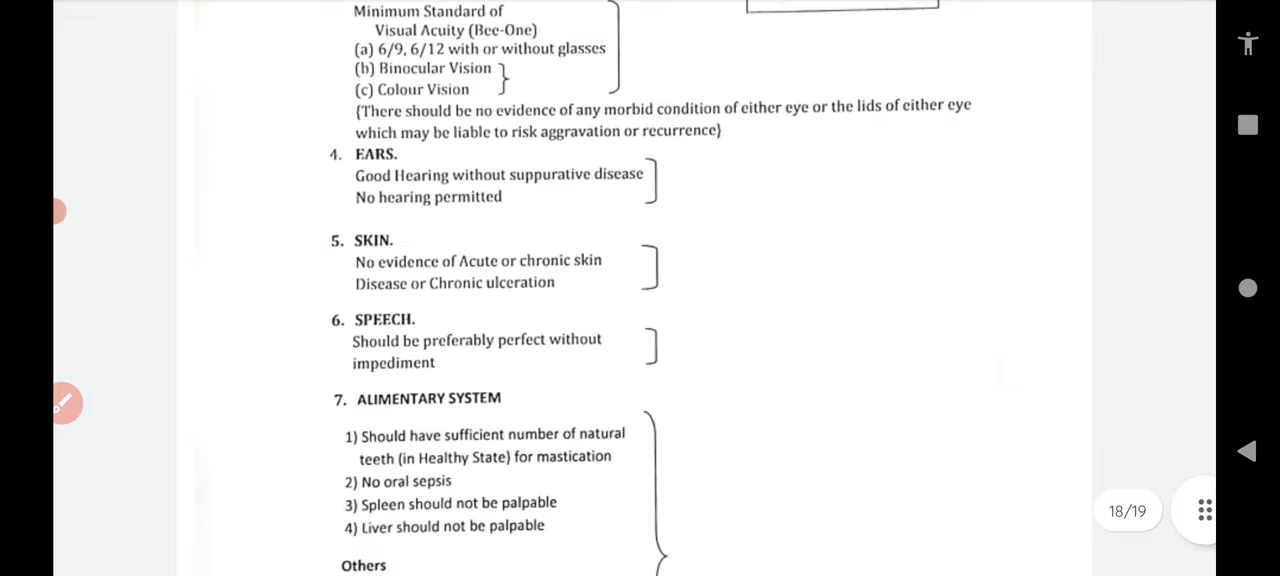 Minimum Standard of
Visual Acuity (Bee-One)
(a) 6/9, 6/12 with or without glasses
(b) Binocular Vision
(c) Colour Vision
{There should be no evidence of any morbid condition of either eye or the lids of either eye
which may be liable to risk aggravation or recurrence}
4. EARS.
Good Hearing without suppurative disease
No hearing permitted
5. SKIN.
No evidence of Acute or chronic skin
Disease or Chronic ulceration
6. SPEECH.
Should be preferably perfect without
impediment
7. ALIMENTARY SYSTEM
1) Should have sufficient number of natural
teeth (in Healthy State) for mastication
2) No oral sepsis
3) Spleen should not be palpable
4) Liver should not be palpable
18/19
Others